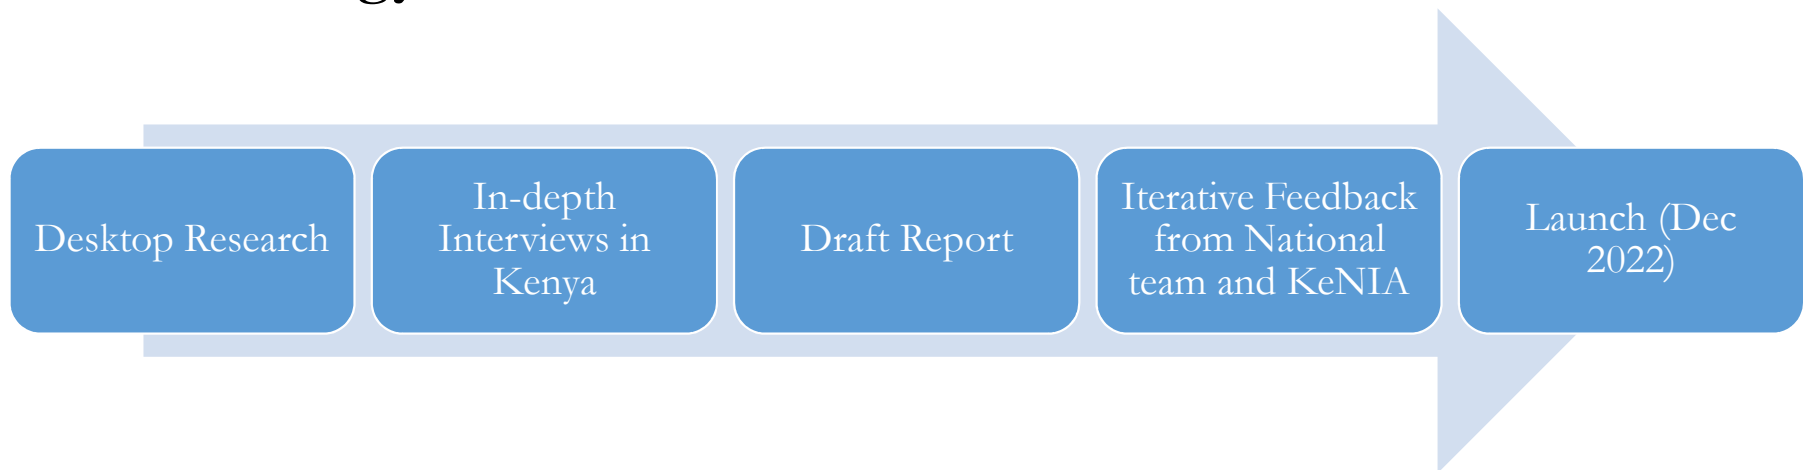 Desktop Research
In-depth
Interviews in
Kenya
Draft Report
Iterative Feedback
from National
team and KeNIA
Launch (Dec
2022)